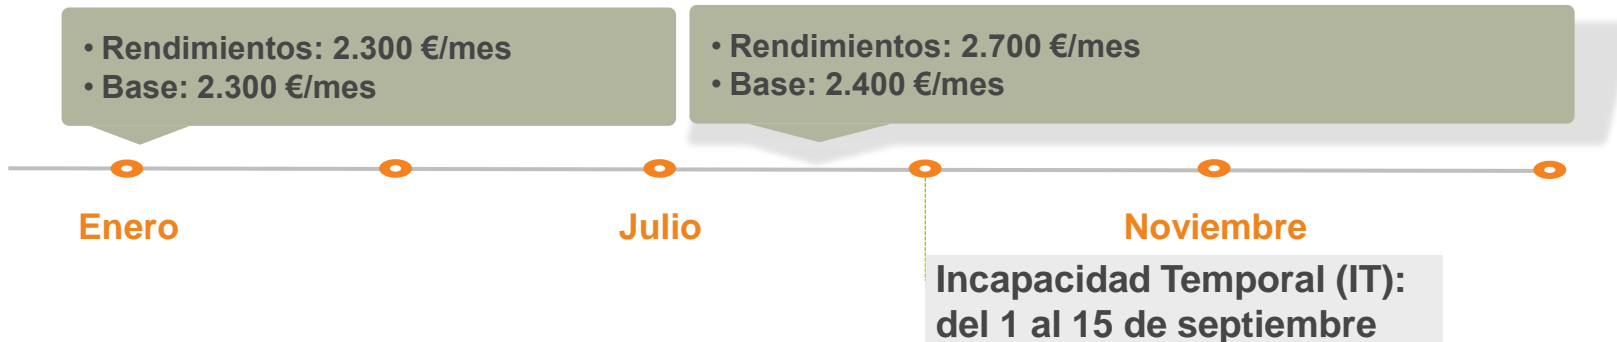 • Rendimientos: 2.300 €/mes
• Base: 2.300 €/mes
• Rendimientos: 2.700 €/mes
• Base: 2.400 €/mes
Enero
Julio
Noviembre
Incapacidad Temporal (IT):
del 1 al 15 de septiembre